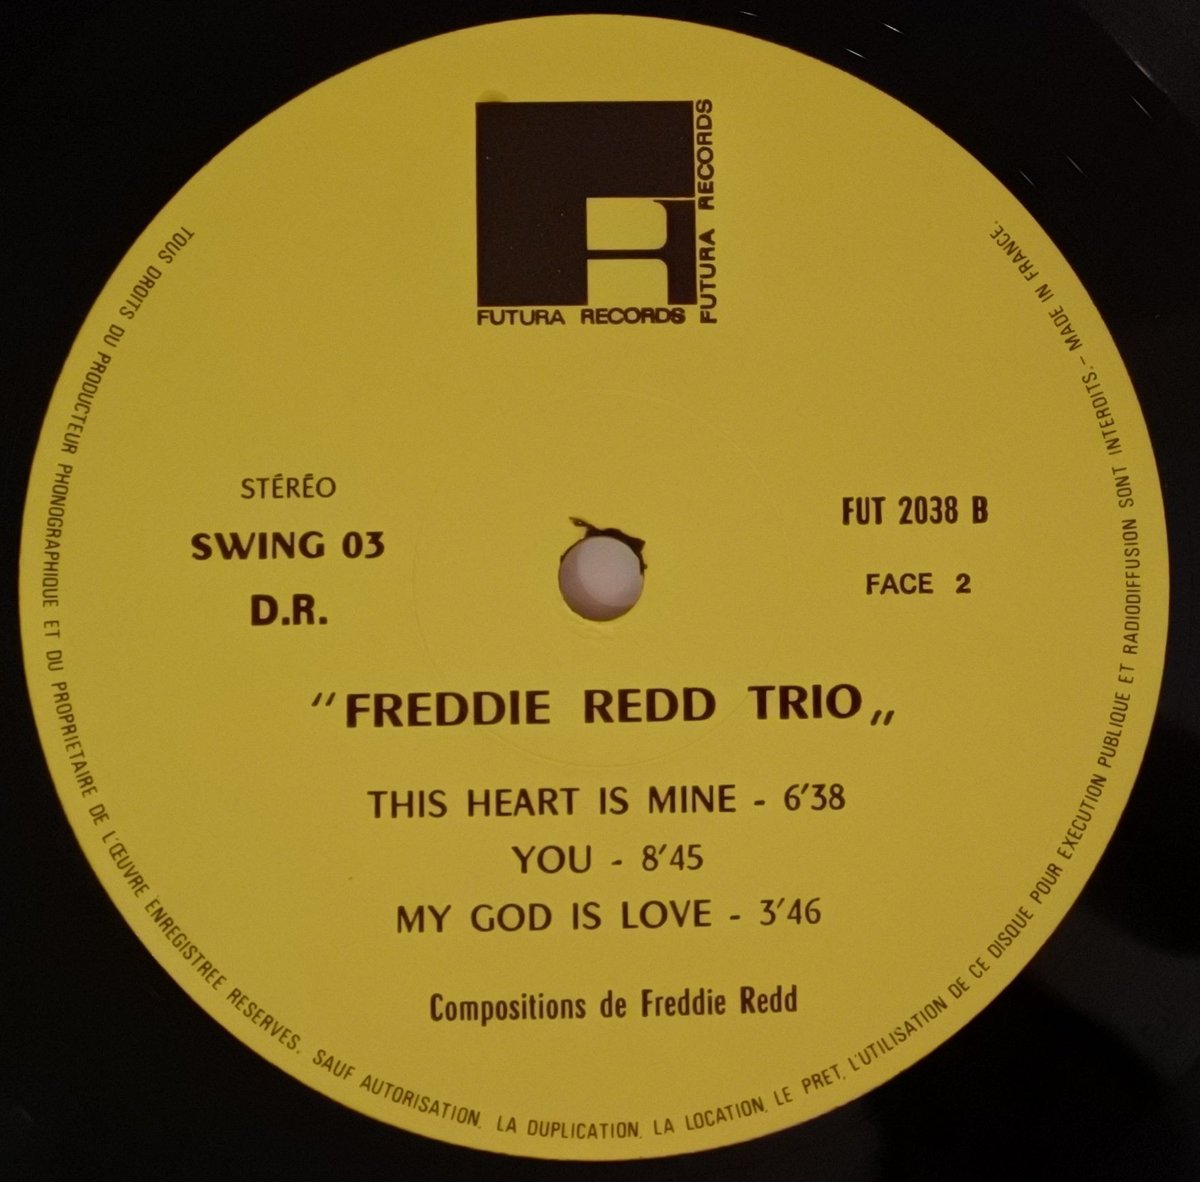 FUTURA RECORDS
FUTURA RECORDS
STÉRÉO
SWING 03
D.R.
FUT 2038 B
FACE 2
"FREDDIE REDD TRIO„
THIS HEART IS MINE - 6'38
YOU - 8'45
MY GOD IS LOVE - 3'46
Compositions de Freddie Redd
TOUS DROITS DU PRODUCTEUR PHONOGRAPHIQUE ET DU PROPRIETAIRE DE L'ŒUVRE ENREGISTREE RESERVES. SAUF AUTORISATION, LA DUPLICATION, LA LOCATION, LE PRET, L'UTILISATION DE CE DISQUE POUR EXECUTION PUBLIQUE ET RADIODIFFUSION SONT INTERDITS. - MADE IN FRANCE.